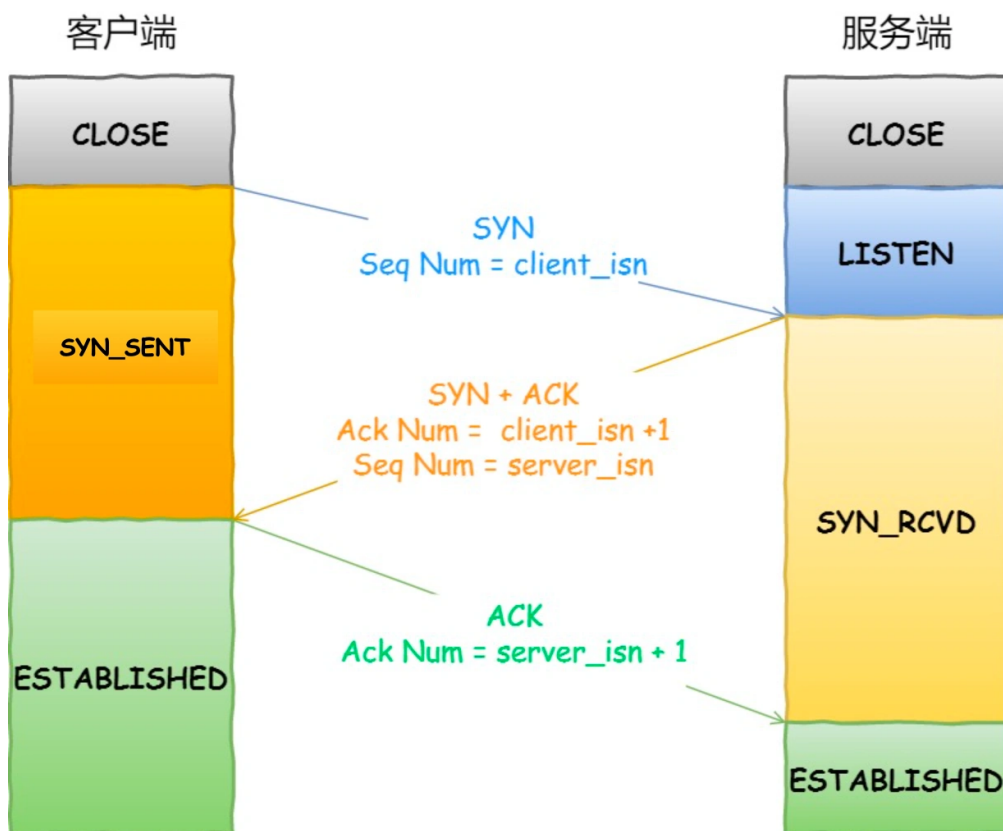 客户端
服务端
CLOSE
CLOSE
SYN
Seq Num = client_isn
LISTEN
SYN_SENT
SYN + ACK
Ack Num =  client_isn +1
Seq Num = server_isn
SYN_RCVD
ACK
Ack Num = server_isn + 1
ESTABLISHED
ESTABLISHED